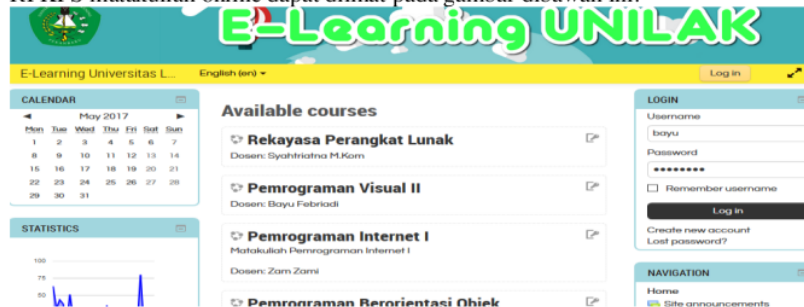 E-Learning UNILAK
E-Learning Universitas L...
English (en)
Log in
CALENDAR
May 2017
Mon Tue Wed Thu Fri Sat Sun
1 2 3 4 5 6 7
8 9 10 11 12 13 14
15 16 17 18 19 20 21
22 23 24 25 26 27 28
29 30 31
STATISTICS
100
75
50
Available courses
Rekayasa Perangkat Lunak
Dosen: Syahtriatna M.Kom
Pemrograman Visual II
Dosen: Bayu Febriadi
Pemrograman Internet I
Matakuliah Pemrograman Internet I
Dosen: Zam Zami
Pemrograman Berorientasi Objek
LOGIN
Username
bayu
Password
Remember username
Log in
Create new account
Lost password?
NAVIGATION
Home
Site announcements